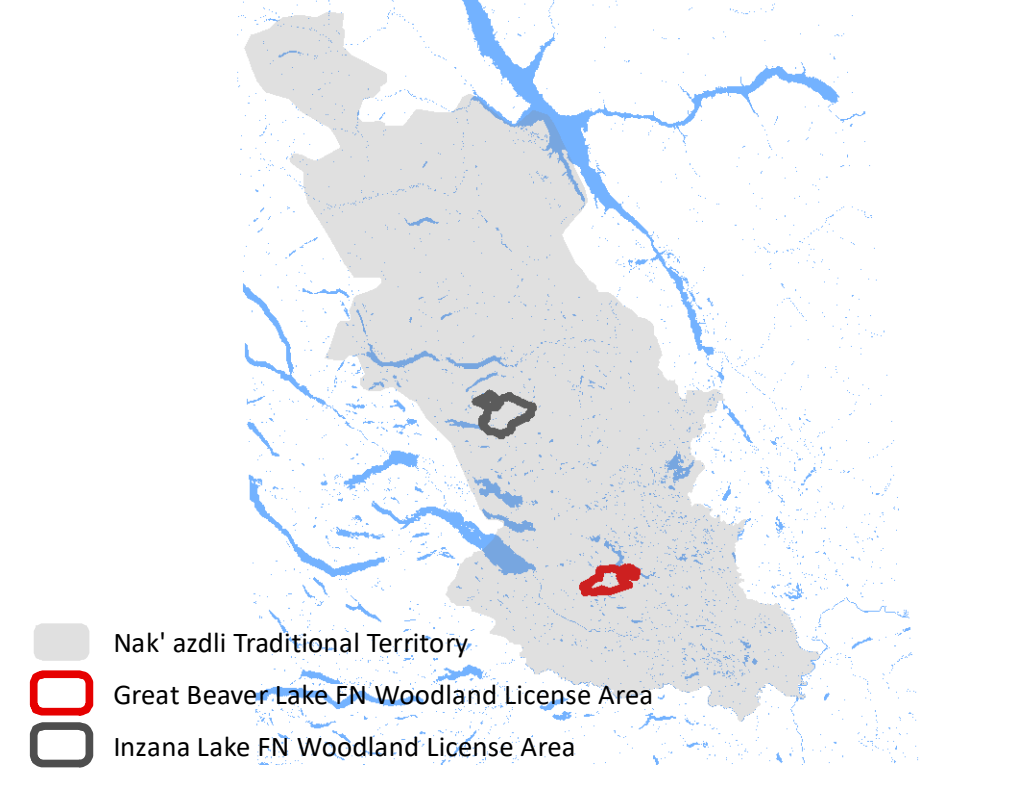 Nak' azdli Traditional Territory
Great Beaver Lake FN Woodland License Area
Inzana Lake FN Woodland License Area